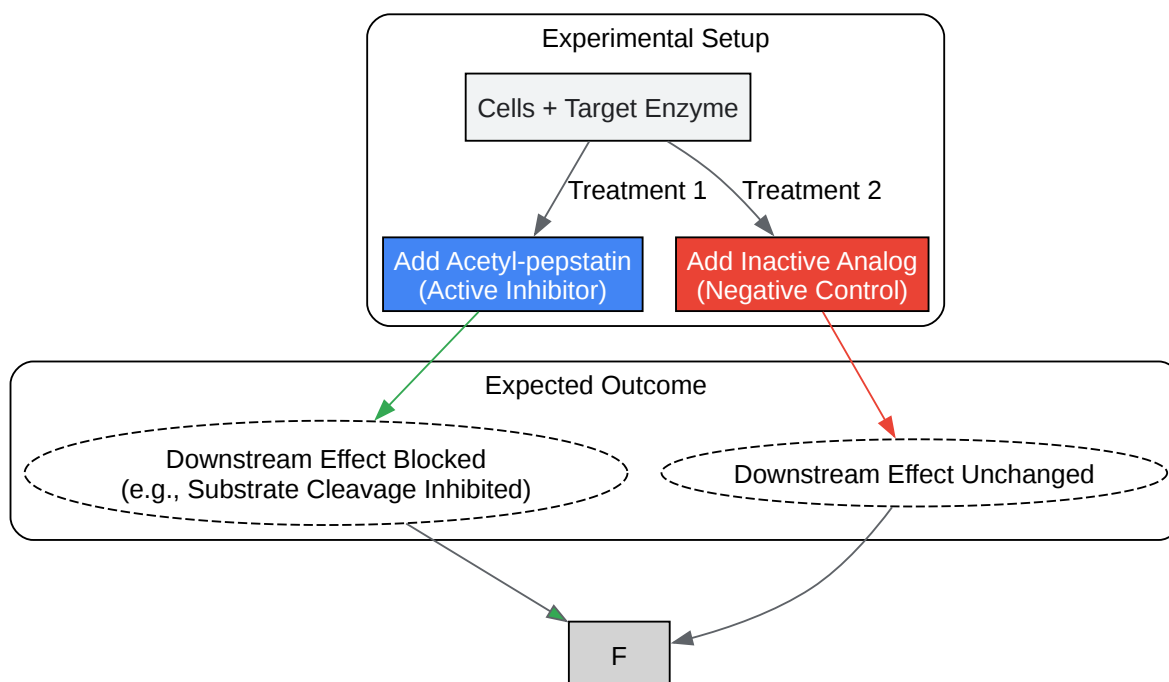 Experimental Setup
Cells + Target Enzyme
Treatment 1
Treatment 2
Add Acetyl-pepstatin
(Active Inhibitor)
Add Inactive Analog
(Negative Control)
Expected Outcome
Downstream Effect Blocked
(e.g., Substrate Cleavage Inhibited)
Downstream Effect Unchanged
F